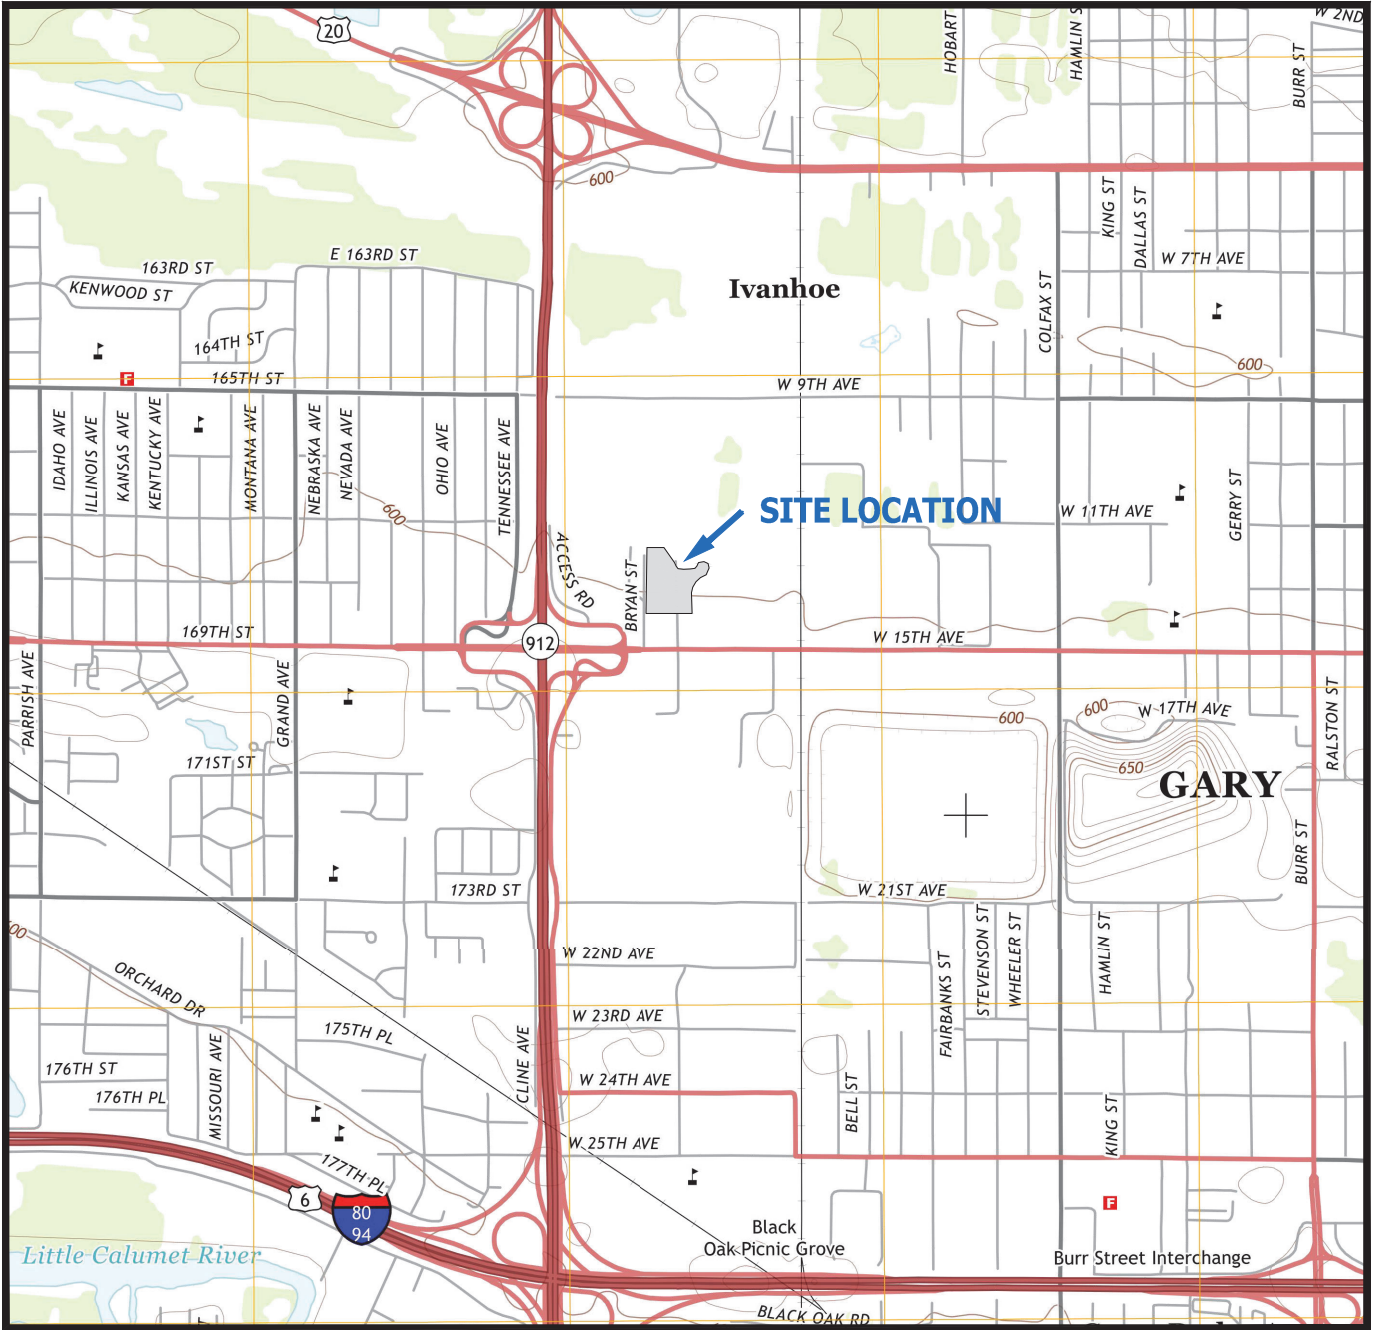 20
HOBART
HAMLIN S
W 2ND
BURR ST
600
KING ST
DALLAS ST
E 163RD ST
163RD ST
W 7TH AVE
KENWOOD ST
Ivanhoe
COLFAX ST
164TH ST
600
F
165TH ST
W 9TH AVE
IDAHO AVE
ILLINOIS AVE
KANSAS AVE
KENTUCKY AVE
MONTANA AVE
NEBRASKA AVE
NEVADA AVE
OHIO AVE
TENNESSEE AVE
600
SITE LOCATION
W 11TH AVE
GERRY ST
ACCESS RD
BRYAN ST
169TH ST
912
W 15TH AVE
PARRISH AVE
GRAND AVE
600
600
W 17TH AVE
RALSTON ST
171ST ST
650
GARY
BURR ST
173RD ST
W 21ST AVE
00
W 22ND AVE
STEVENSON ST
WHEELER ST
HAMLIN ST
FAIRBANKS ST
ORCHARD DR
175TH PL
W 23RD AVE
CLINE AVE
176TH ST
176TH PL
MISSOURI AVE
W 24TH AVE
BELL ST
KING ST
W 25TH AVE
177TH PL
6
80
94
F
Black
Oak Picnic Grove
Little Calumet River
Burr Street Interchange
BLACK OAK RD